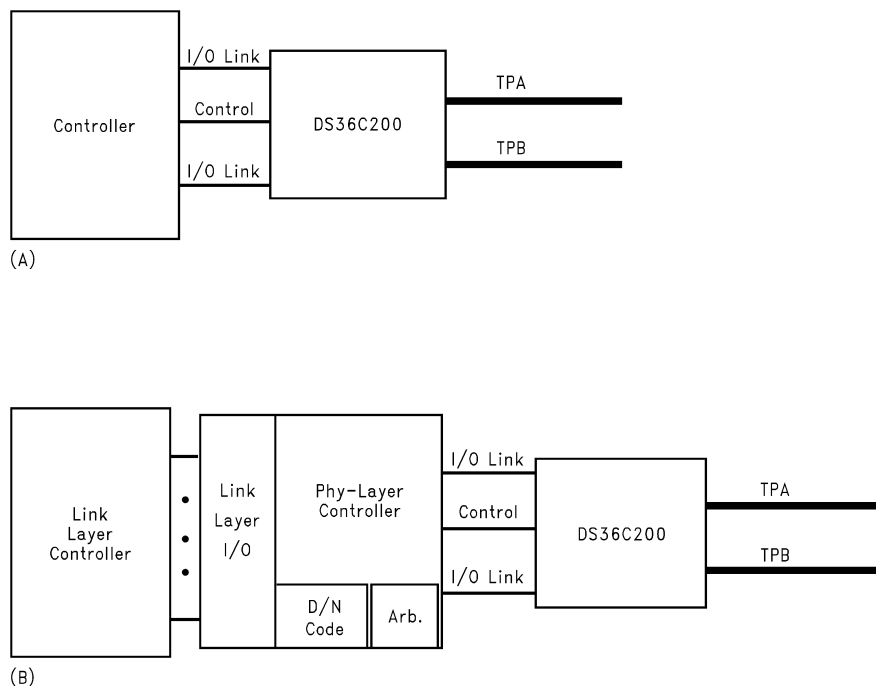 I/O Link
Control
I/O Link
Controller
DS36C200
TPA
TPB
(A)
Link
Layer
Controller
Link
Layer
I/O
Phy-Layer
Controller
D/N
Code
Arb.
I/O Link
Control
I/O Link
DS36C200
TPA
TPB
(B)